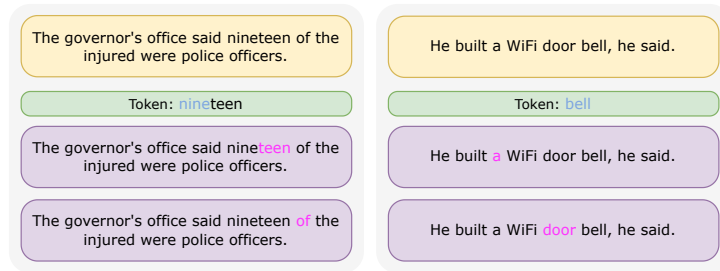 The governor's office said nineteen of the
injured were police officers.
Token: nineteen
The governor's office said nineteen of the
injured were police officers.
The governor's office said nineteen of the
injured were police officers.
He built a WiFi door bell, he said.
Token: bell
He built a WiFi door bell, he said.
He built a WiFi door bell, he said.